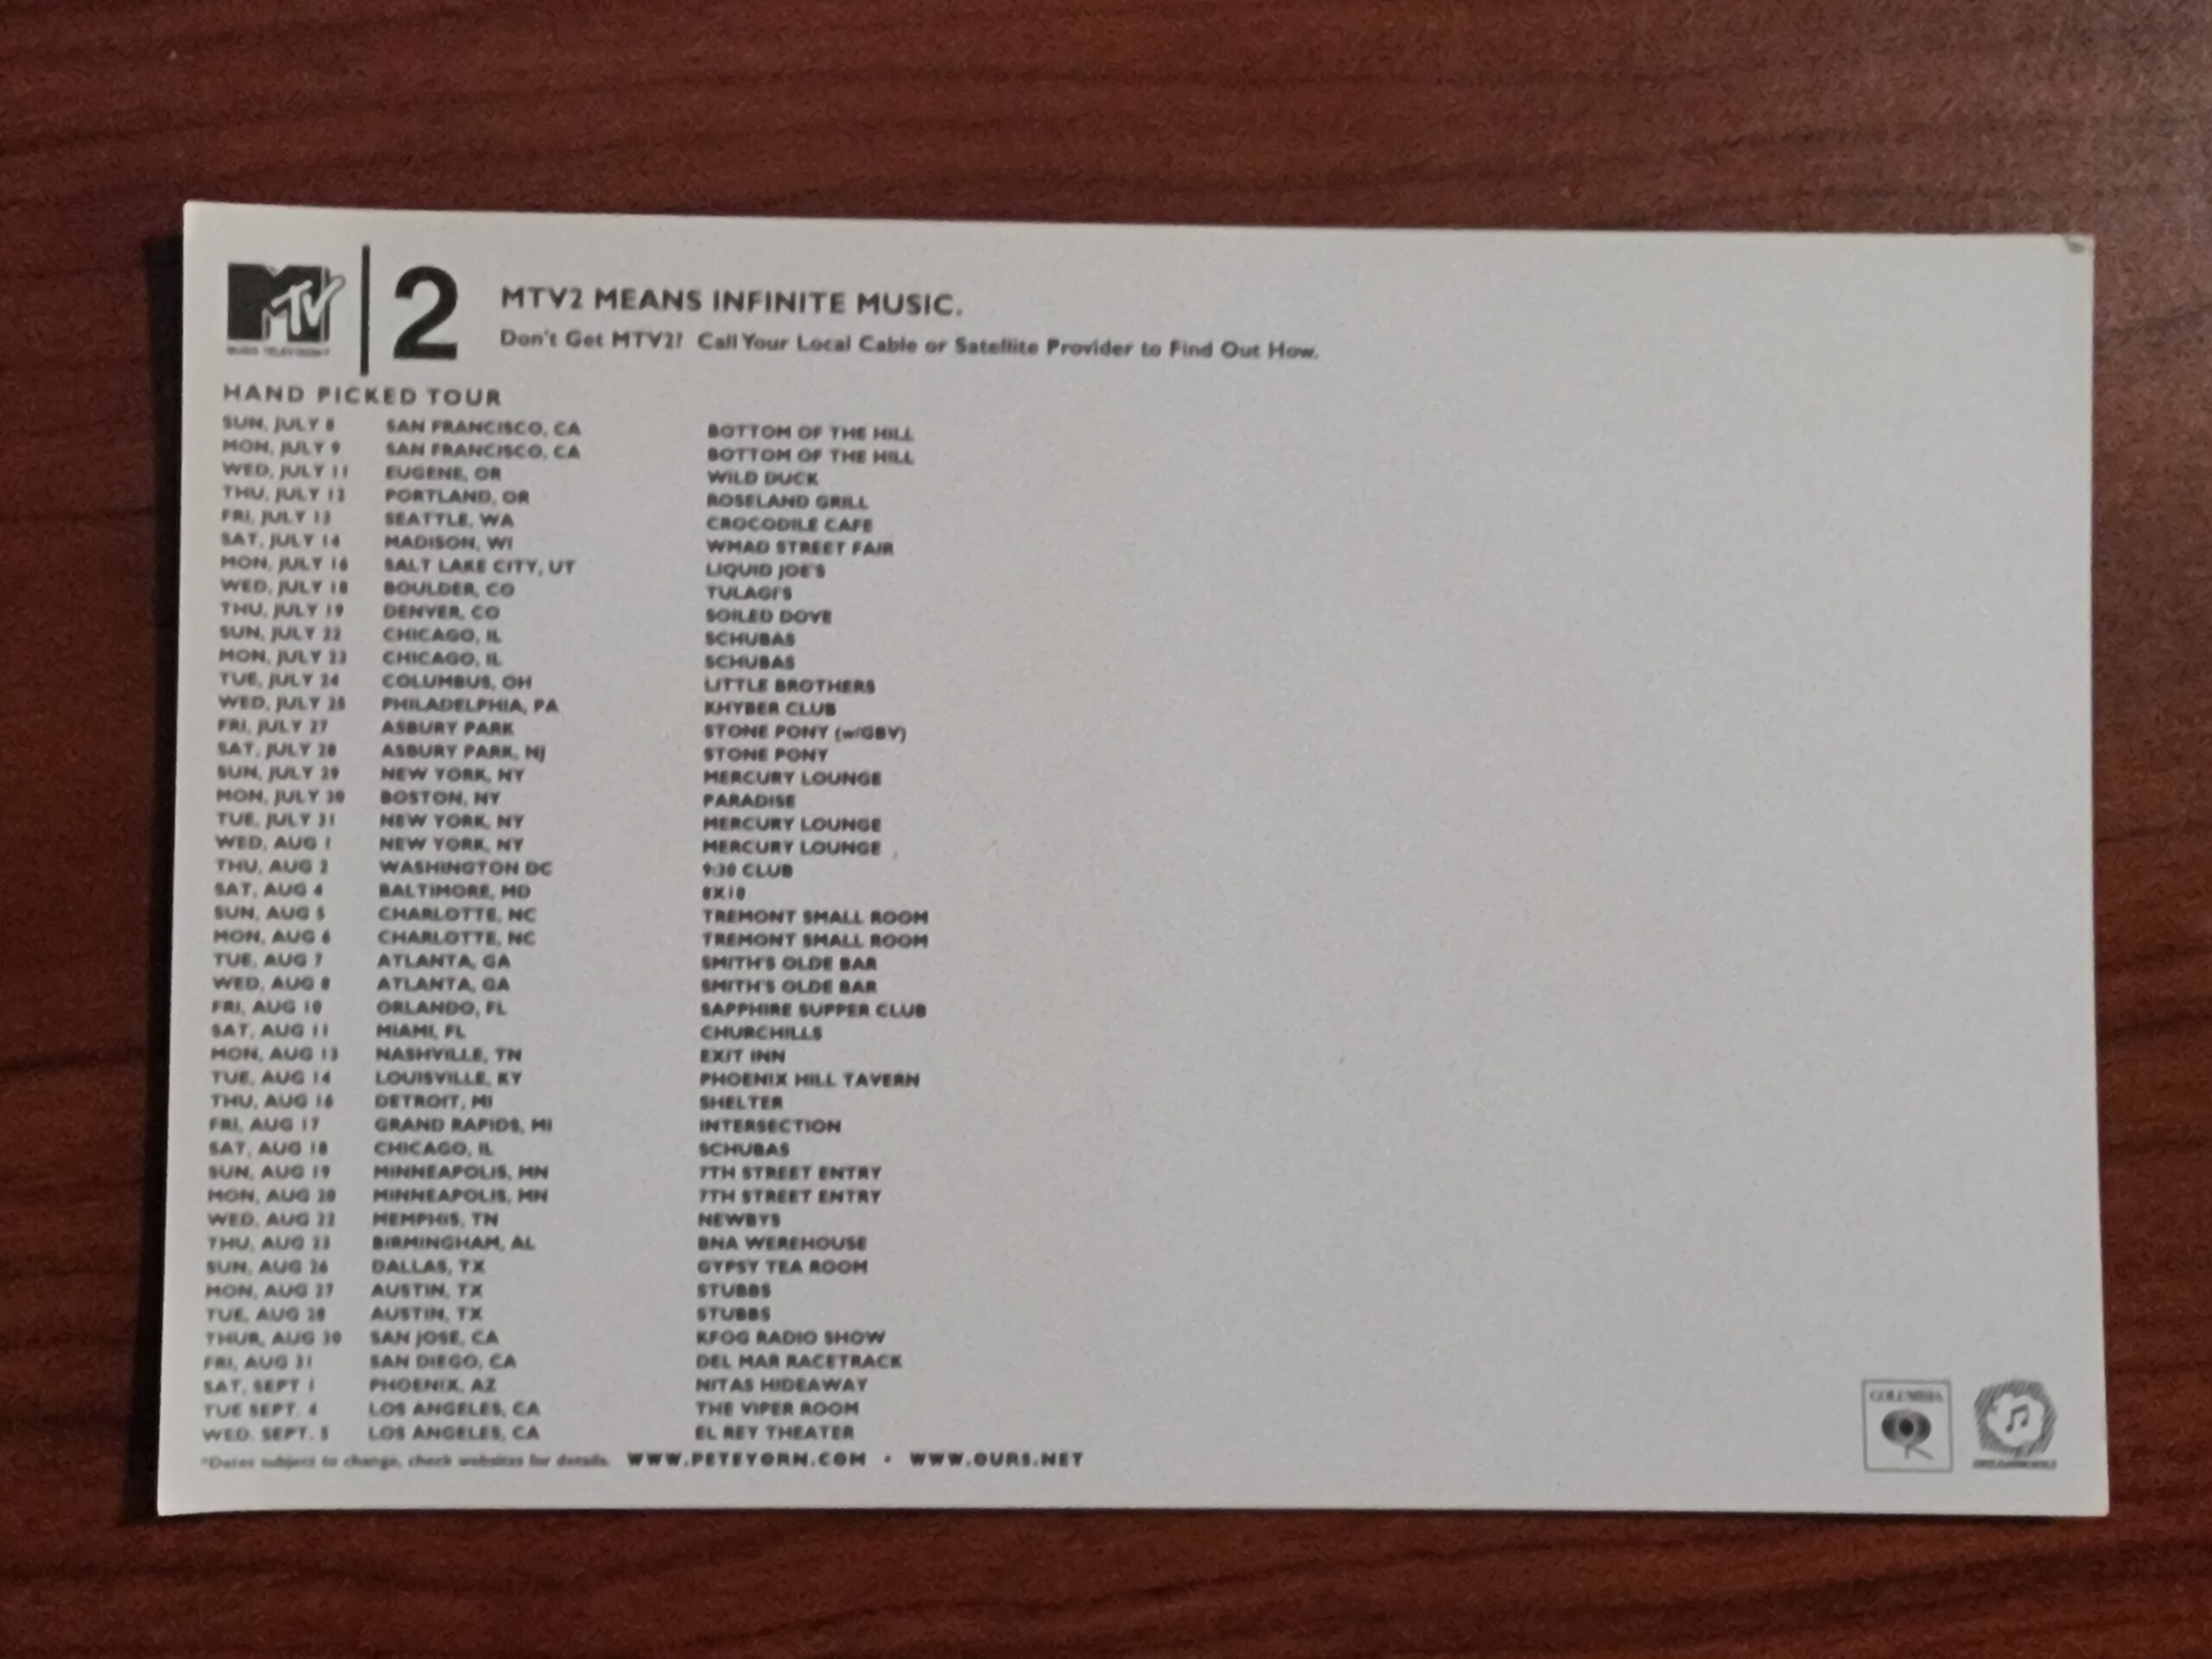 MTV | 2
MUSIC TELEVISION
MTV2 MEANS INFINITE MUSIC.
Don't Get MTV2? Call Your Local Cable or Satellite Provider to Find Out How.
HAND PICKED TOUR
SUN, JULY 8 SAN FRANCISCO, CA BOTTOM OF THE HILL
MON, JULY 9 SAN FRANCISCO, CA BOTTOM OF THE HILL
WED, JULY 11 EUGENE, OR WILD DUCK
THU, JULY 12 PORTLAND, OR ROSELAND GRILL
FRI, JULY 13 SEATTLE, WA CROCODILE CAFE
SAT, JULY 14 MADISON, WI WMAD STREET FAIR
MON, JULY 16 SALT LAKE CITY, UT LIQUID JOE'S
WED, JULY 18 BOULDER, CO TULAGI'S
THU, JULY 19 DENVER, CO SOILED DOVE
SUN, JULY 22 CHICAGO, IL SCHUBAS
MON, JULY 23 CHICAGO, IL SCHUBAS
TUE, JULY 24 COLUMBUS, OH LITTLE BROTHERS
WED, JULY 25 PHILADELPHIA, PA KHYBER CLUB
FRI, JULY 27 ASBURY PARK STONE PONY (w/GBV)
SAT, JULY 28 ASBURY PARK, NJ STONE PONY
SUN, JULY 29 NEW YORK, NY MERCURY LOUNGE
MON, JULY 30 BOSTON, NY PARADISE
TUE, JULY 31 NEW YORK, NY MERCURY LOUNGE
WED, AUG 1 NEW YORK, NY MERCURY LOUNGE
THU, AUG 2 WASHINGTON DC 9:30 CLUB
SAT, AUG 4 BALTIMORE, MD 8X10
SUN, AUG 5 CHARLOTTE, NC TREMONT SMALL ROOM
MON, AUG 6 CHARLOTTE, NC TREMONT SMALL ROOM
TUE, AUG 7 ATLANTA, GA SMITH'S OLDE BAR
WED, AUG 8 ATLANTA, GA SMITH'S OLDE BAR
FRI, AUG 10 ORLANDO, FL SAPPHIRE SUPPER CLUB
SAT, AUG 11 MIAMI, FL CHURCHILLS
MON, AUG 13 NASHVILLE, TN EXIT INN
TUE, AUG 14 LOUISVILLE, KY PHOENIX HILL TAVERN
THU, AUG 16 DETROIT, MI SHELTER
FRI, AUG 17 GRAND RAPIDS, MI INTERSECTION
SAT, AUG 18 CHICAGO, IL SCHUBAS
SUN, AUG 19 MINNEAPOLIS, MN 7TH STREET ENTRY
MON, AUG 20 MINNEAPOLIS, MN 7TH STREET ENTRY
WED, AUG 22 MEMPHIS, TN NEWBYS
THU, AUG 23 BIRMINGHAM, AL BNA WEREHOUSE
SUN, AUG 26 DALLAS, TX GYPSY TEA ROOM
MON, AUG 27 AUSTIN, TX STUBBS
TUE, AUG 28 AUSTIN, TX STUBBS
THUR, AUG 30 SAN JOSE, CA KFOG RADIO SHOW
FRI, AUG 31 SAN DIEGO, CA DEL MAR RACETRACK
SAT, SEPT 1 PHOENIX, AZ NITAS HIDEAWAY
TUE SEPT. 4 LOS ANGELES, CA THE VIPER ROOM
WED. SEPT. 5 LOS ANGELES, CA EL REY THEATER
*Dates subject to change, check websites for details. WWW.PETEYORN.COM • WWW.OURS.NET
COLUMBIA